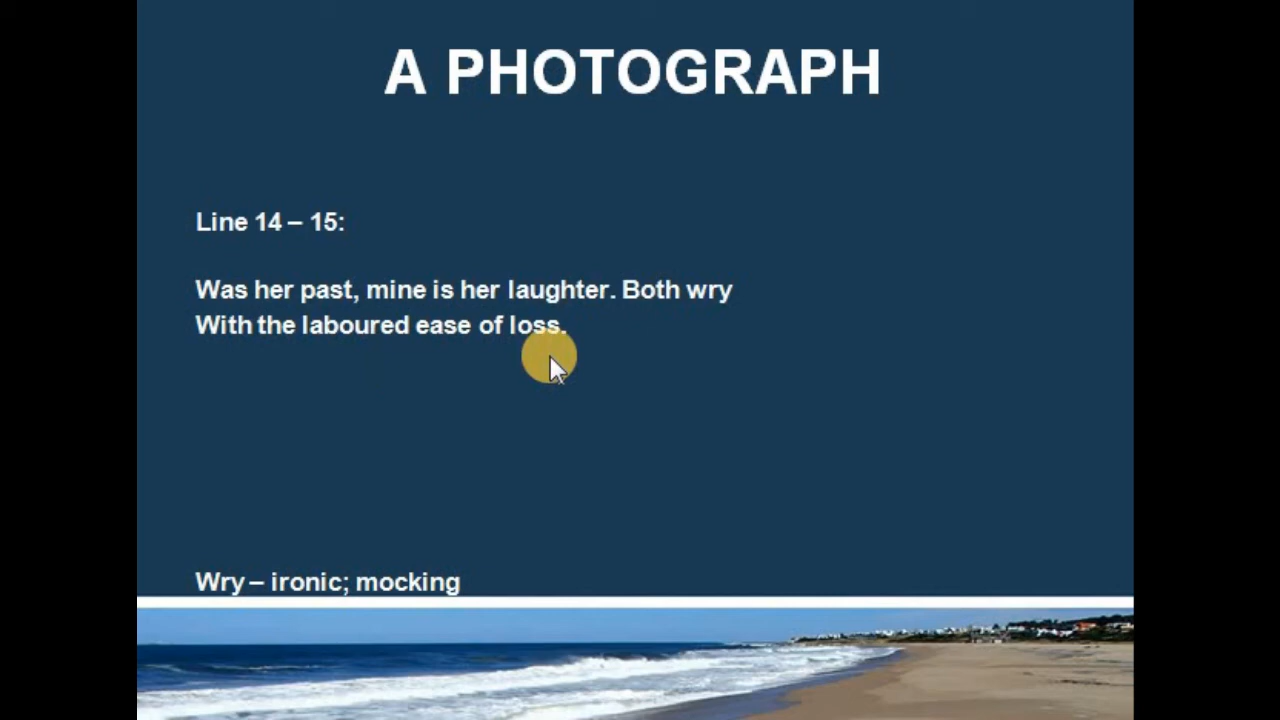 A PHOTOGRAPH
Line 14 – 15:
Was her past, mine is her laughter. Both wry
With the laboured ease of loss.
Wry – ironic; mocking